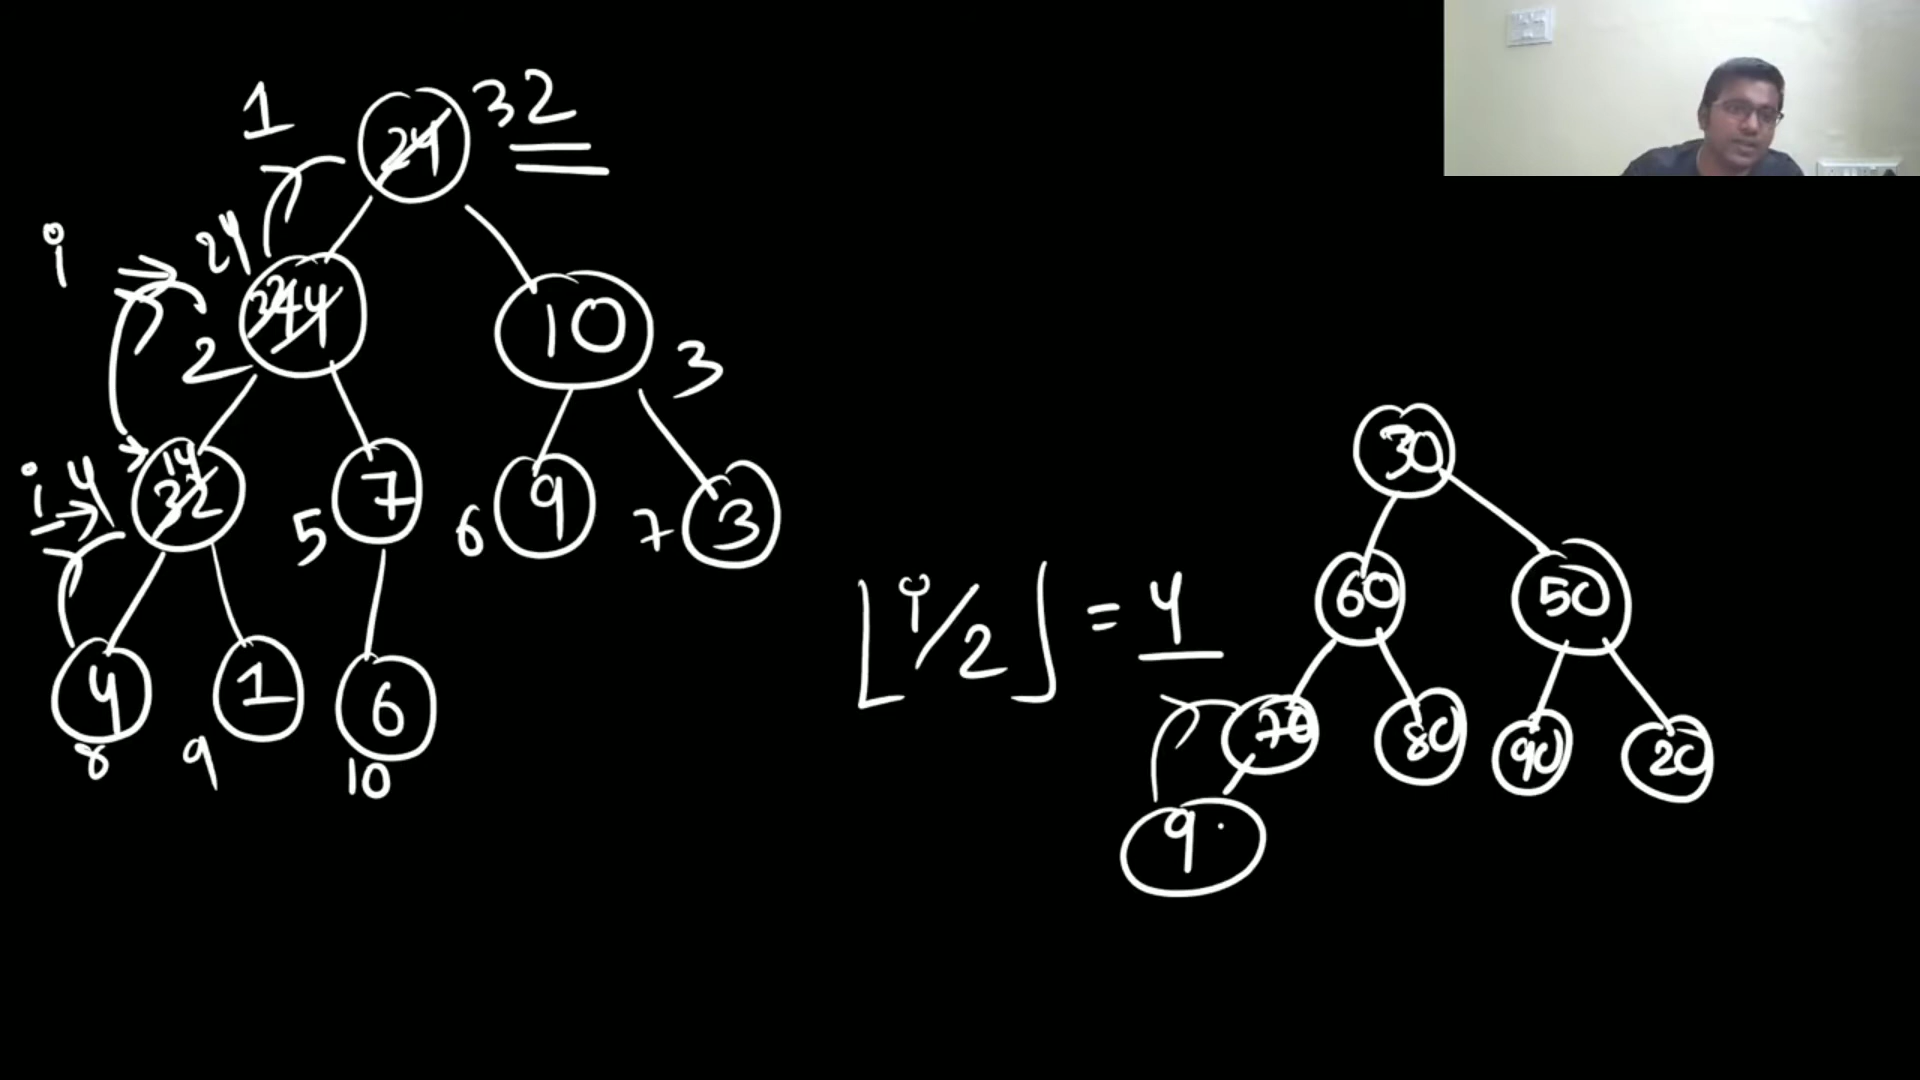 1 24 32
i 24
2 10 3
i 4 14 32
5 7 6 9 7 3
4 1 6
8 9 10
⌊i/2⌋ = 4
30
60 50
70 80 90 20
9